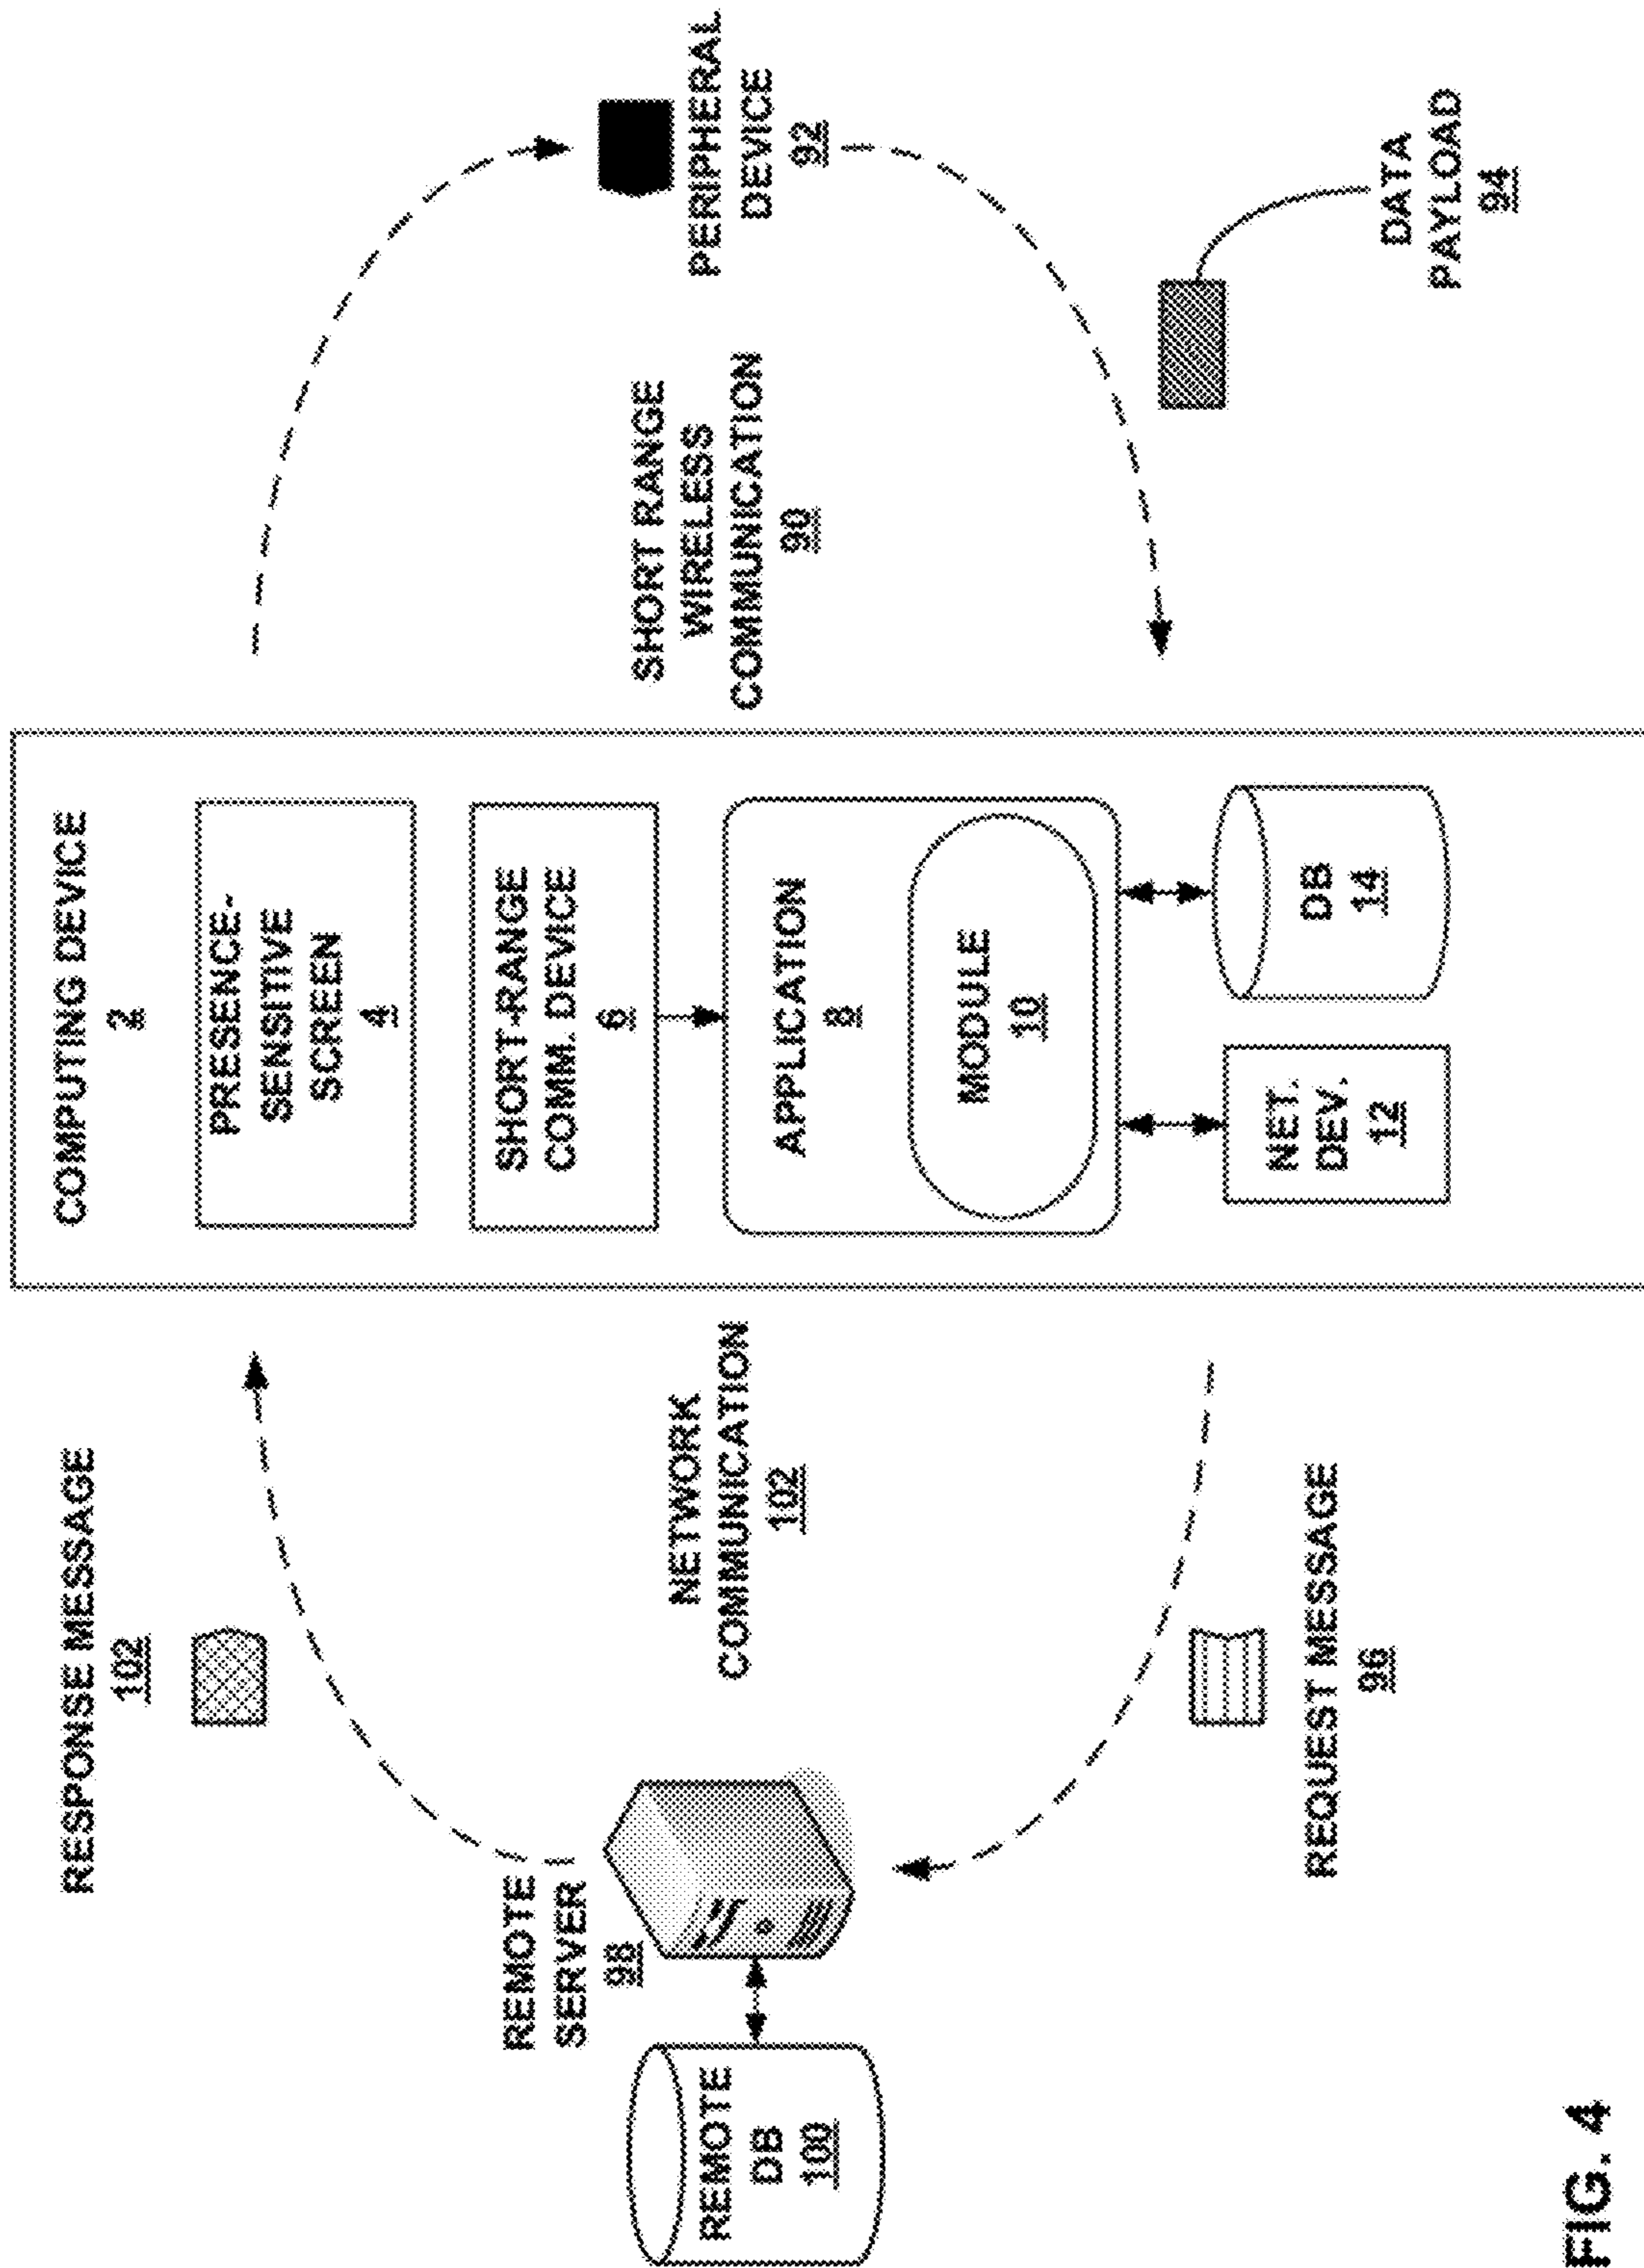 RESPONSE MESSAGE
102
COMPUTING DEVICE
2
PRESENCE-
SENSITIVE
SCREEN
4
SHORT-RANGE
COMM. DEVICE
6
APPLICATION
8
MODULE
10
NET.
DEV.
12
DB
14
REMOTE
SERVER
98
REMOTE
DB
100
NETWORK
COMMUNICATION
102
REQUEST MESSAGE
96
SHORT RANGE
WIRELESS
COMMUNICATION
90
PERIPHERAL
DEVICE
92
DATA
PAYLOAD
94
FIG. 4